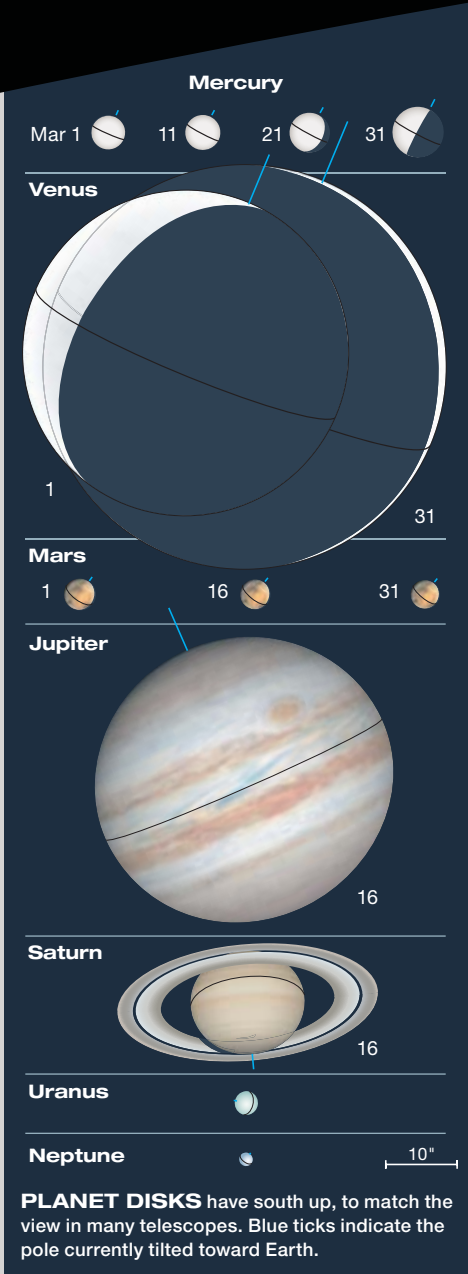 Mercury
Mar 1 11 21 31
Venus
1
31
Mars
1 16 31
Jupiter
16
Saturn
16
Uranus
Neptune
10"
PLANET DISKS have south up, to match the
view in many telescopes. Blue ticks indicate the
pole currently tilted toward Earth.